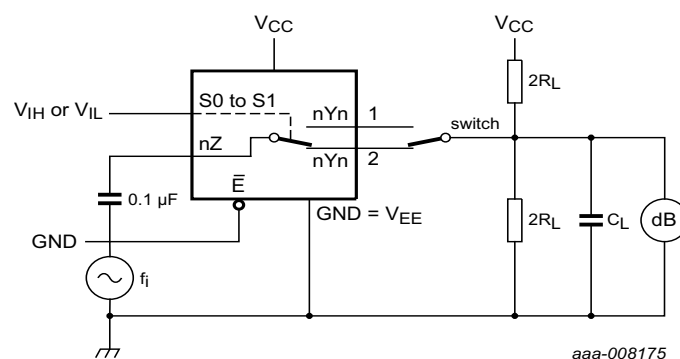 VCC
VCC
2RL
VIH or VIL
S0 to S1
nYn
1
switch
nZ
nYn
2
E̅
0.1 µF
GND = VEE
2RL
CL
dB
GND
fi
aaa-008175